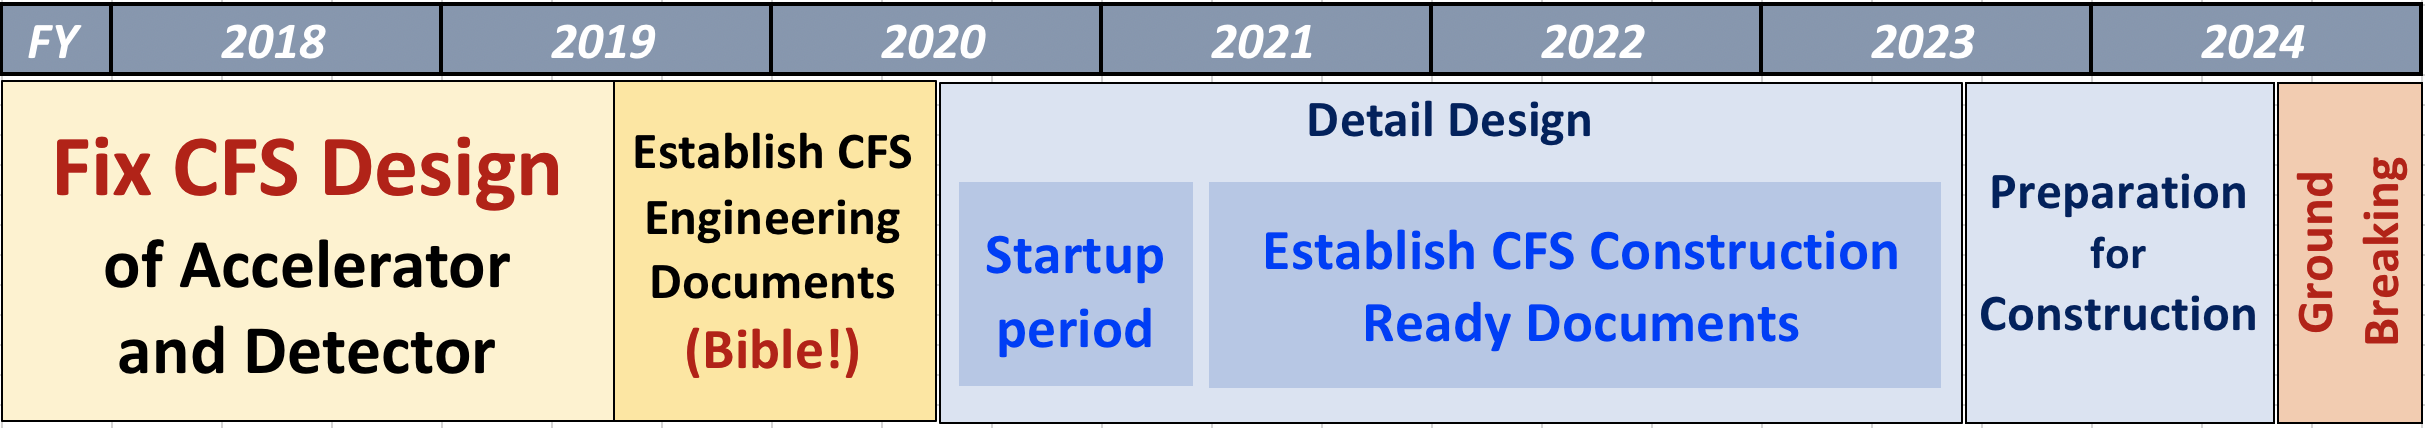 FY 2018 2019 2020 2021 2022 2023 2024
Fix CFS Design
of Accelerator
and Detector
Establish CFS
Engineering
Documents
(Bible!)
Detail Design
Startup
period
Establish CFS Construction
Ready Documents
Preparation
for
Construction
Ground
Breaking